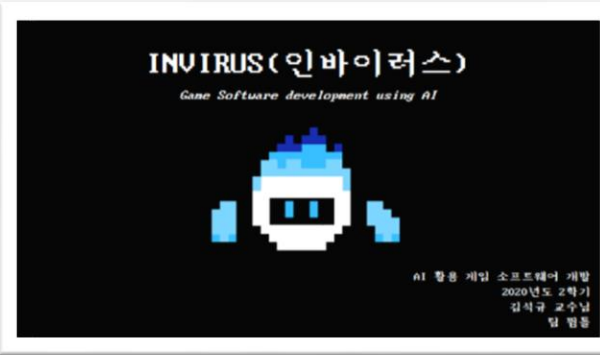 INVIRUS(인바이러스)
Game Software development using AI
AI 활용 게임 소프트웨어 개발
2020년도 2학기
김석규 교수님
팀